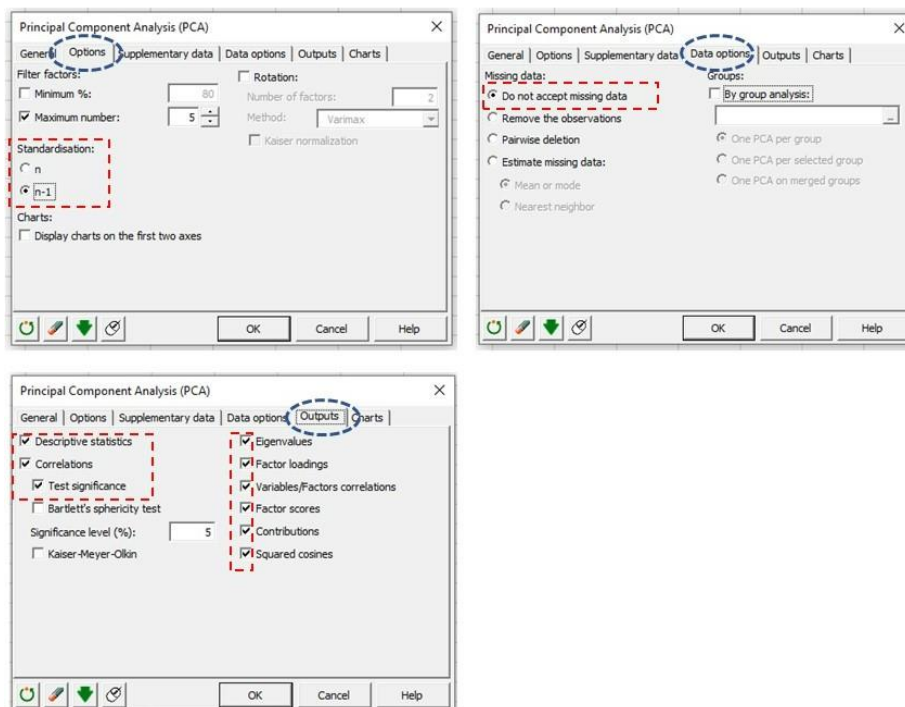 Principal Component Analysis (PCA)
General Options Supplementary data Data options Outputs Charts
Filter factors:
Minimum %: 80
Maximum number: 5
Standardisation:
n
n-1
Charts:
Display charts on the first two axes
Rotation:
Number of factors: 2
Method: Varimax
Kaiser normalization
OK Cancel Help
Principal Component Analysis (PCA)
General Options Supplementary data Data options Outputs Charts
Missing data:
Do not accept missing data
Remove the observations
Pairwise deletion
Estimate missing data:
Mean or mode
Nearest neighbor
Groups:
By group analysis:
...
One PCA per group
One PCA per selected group
One PCA on merged groups
OK Cancel Help
Principal Component Analysis (PCA)
General Options Supplementary data Data options Outputs Charts
Descriptive statistics
Correlations
Test significance
Bartlett's sphericity test
Significance level (%): 5
Kaiser-Meyer-Olkin
Eigenvalues
Factor loadings
Variables/Factors correlations
Factor scores
Contributions
Squared cosines
OK Cancel Help